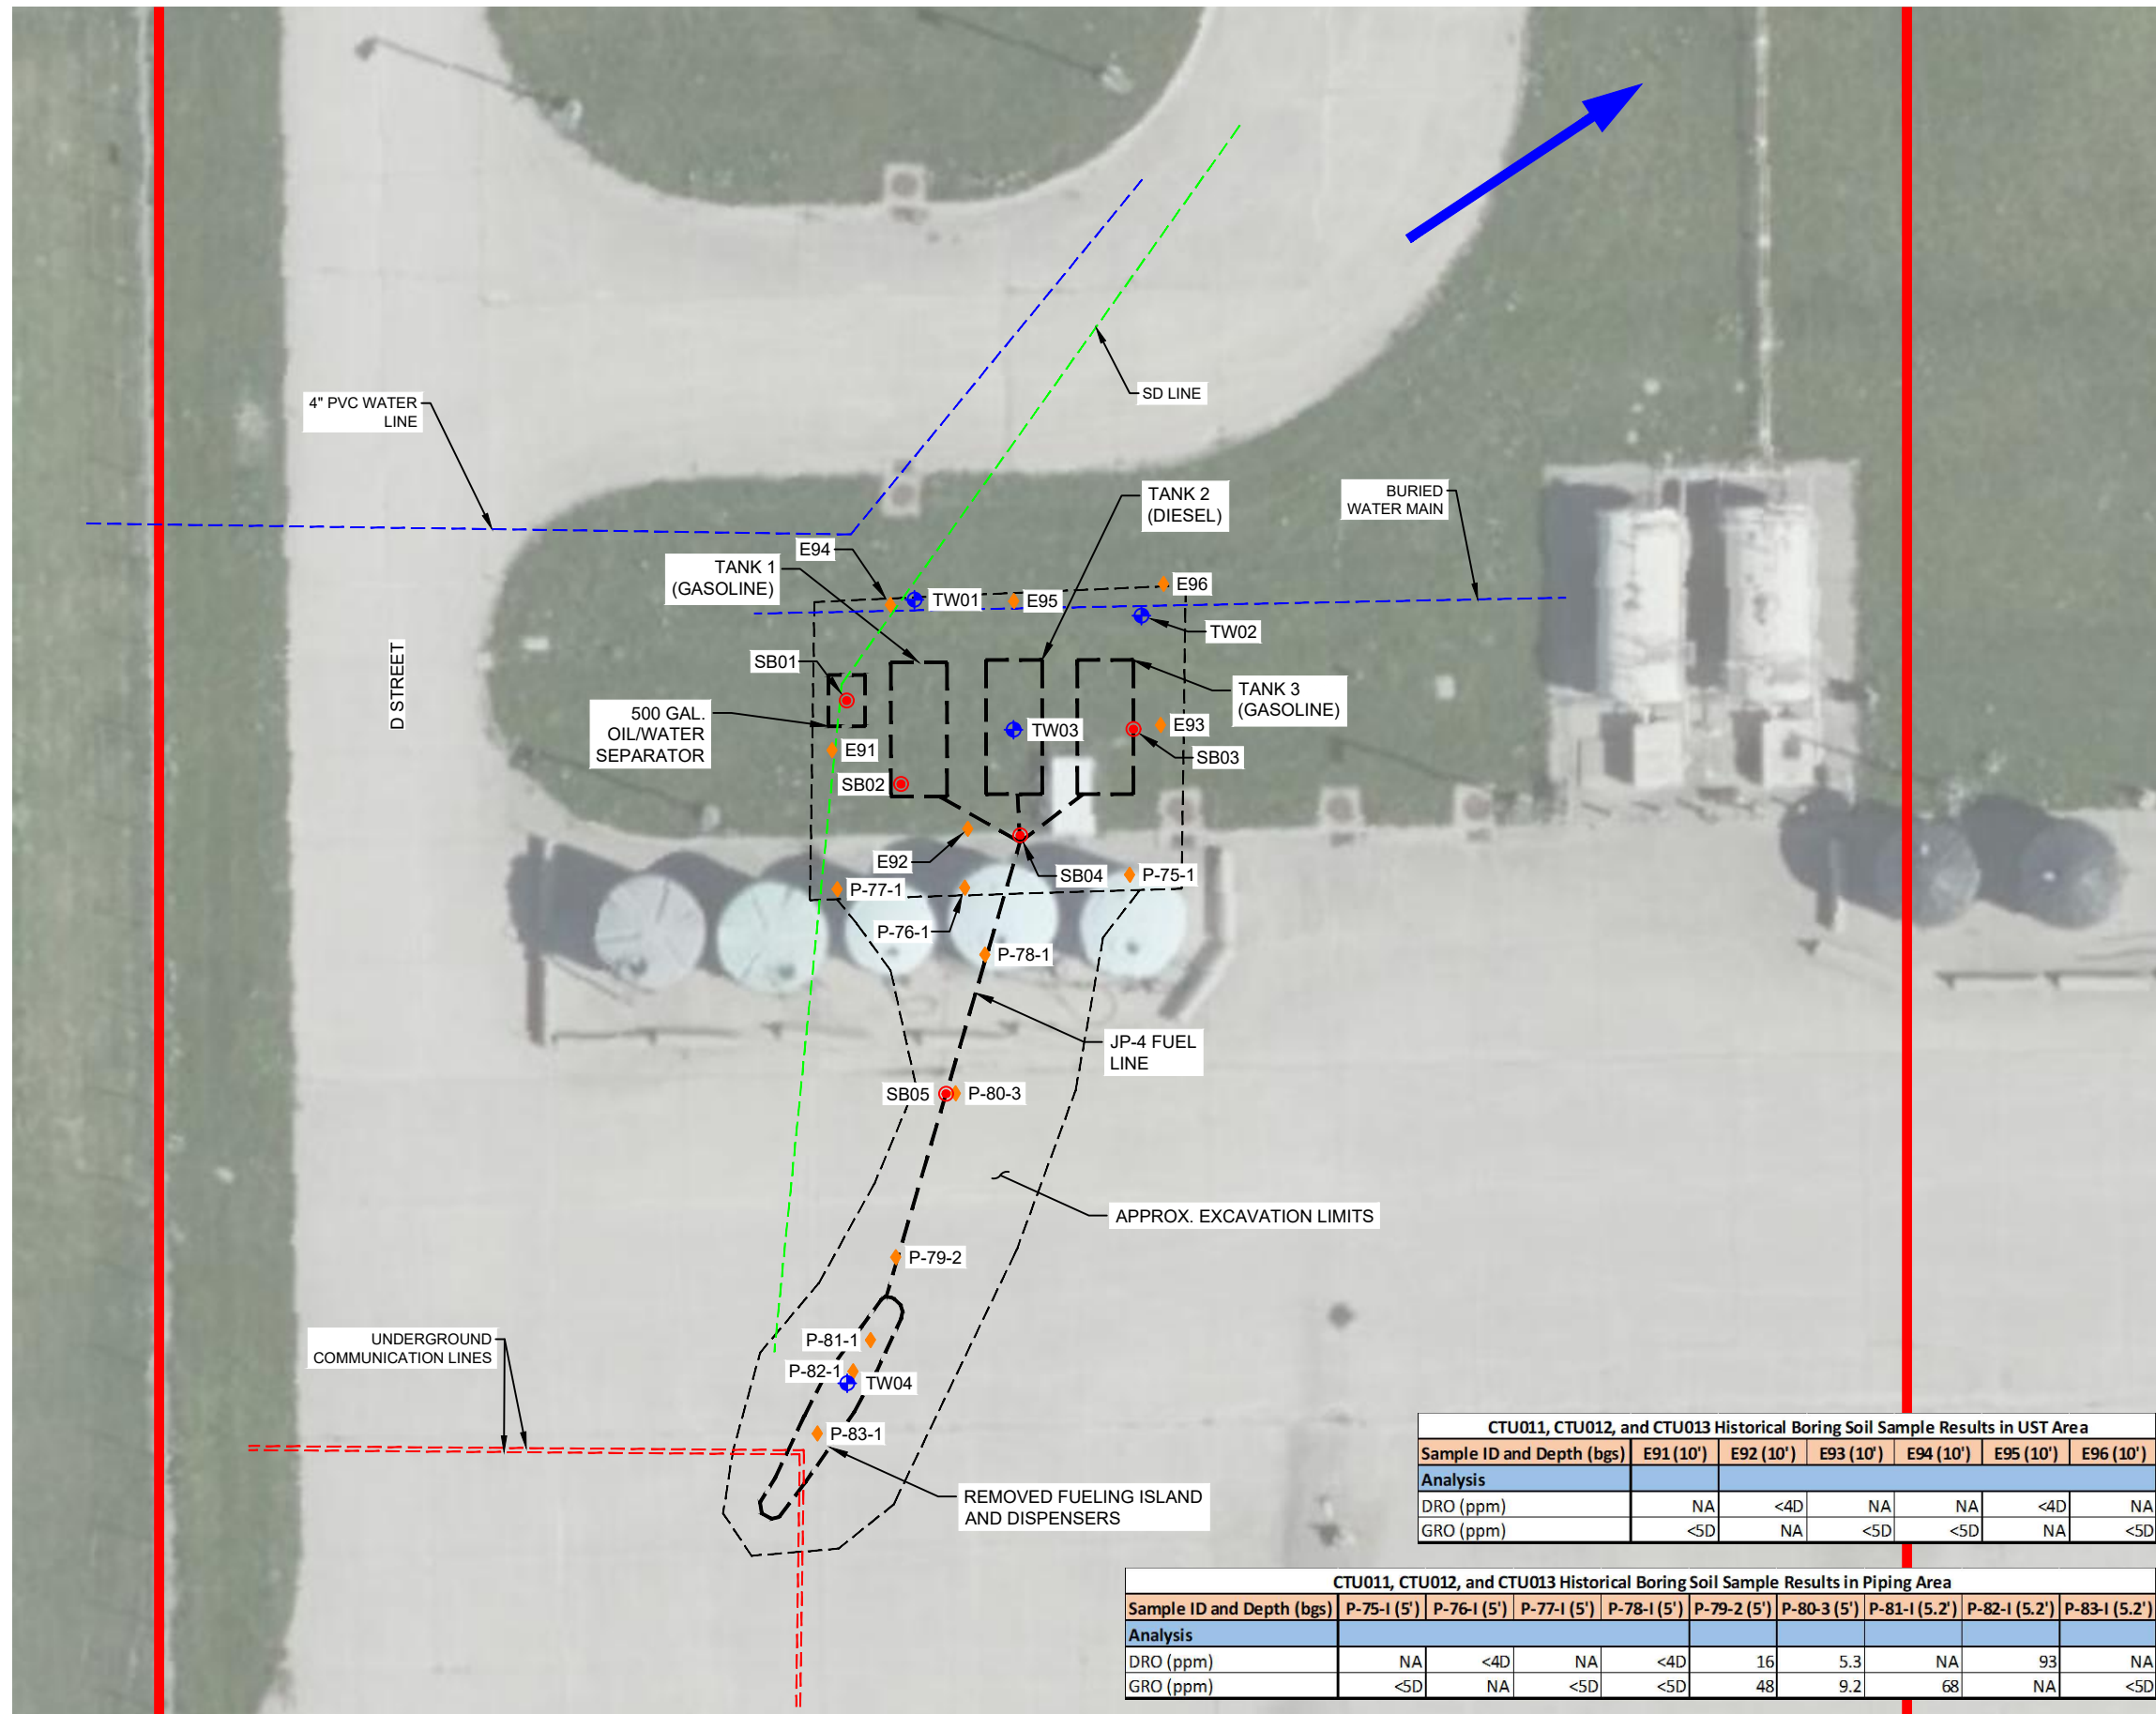 SD LINE
4" PVC WATER
LINE
TANK 2
(DIESEL)
BURIED
WATER MAIN
E94
TANK 1
(GASOLINE)
E96
TW01
E95
TW02
D STREET
SB01
TANK 3
(GASOLINE)
500 GAL.
OIL/WATER
SEPARATOR
TW03
E93
E91
SB03
SB02
E92
SB04
P-75-1
P-77-1
P-76-1
P-78-1
JP-4 FUEL
LINE
SB05
P-80-3
APPROX. EXCAVATION LIMITS
P-79-2
UNDERGROUND
COMMUNICATION LINES
P-81-1
P-82-1
TW04
P-83-1
REMOVED FUELING ISLAND
AND DISPENSERS
CTU011, CTU012, and CTU013 Historical Boring Soil Sample Results in UST Area
Sample ID and Depth (bgs) E91 (10') E92 (10') E93 (10') E94 (10') E95 (10') E96 (10')
Analysis
DRO (ppm) NA <4D NA NA <4D NA
GRO (ppm) <5D NA <5D <5D NA <5D
CTU011, CTU012, and CTU013 Historical Boring Soil Sample Results in Piping Area
Sample ID and Depth (bgs) P-75-I (5') P-76-I (5') P-77-I (5') P-78-I (5') P-79-2 (5') P-80-3 (5') P-81-I (5.2') P-82-I (5.2') P-83-I (5.2')
Analysis
DRO (ppm) NA <4D NA <4D 16 5.3 NA 93 NA
GRO (ppm) <5D NA <5D <5D 48 9.2 68 NA <5D